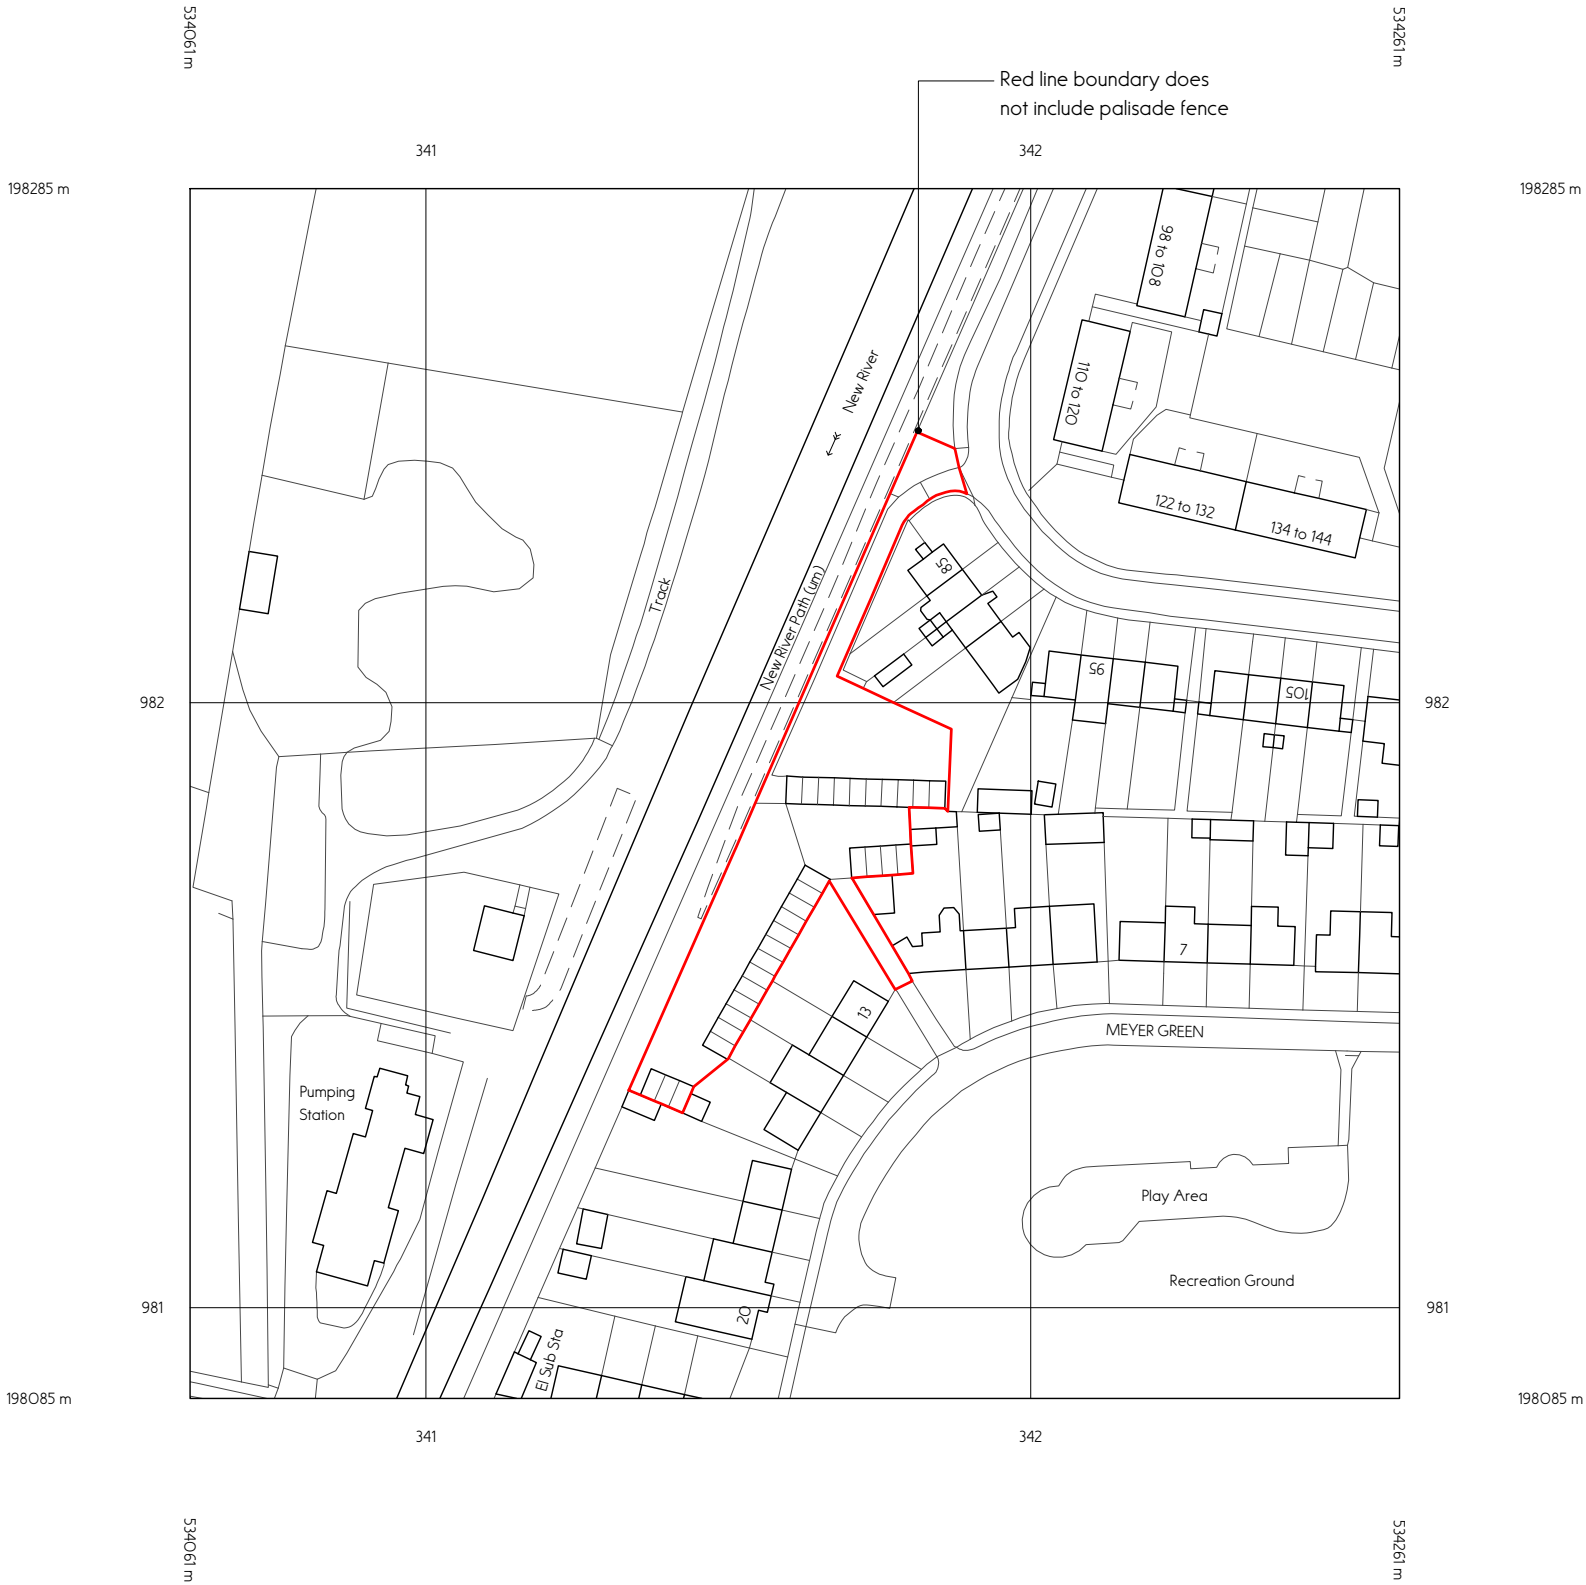 534061 m
534261 m
Red line boundary does
not include palisade fence
341
342
198285 m
198285 m
98 to 108
New River
110 to 120
122 to 132
134 to 144
85
Track
New River Path (um)
95
105
982
982
7
13
MEYER GREEN
Pumping
Station
Play Area
Recreation Ground
981
981
20
El Sub Sta
198085 m
198085 m
341
342
534061 m
534261 m